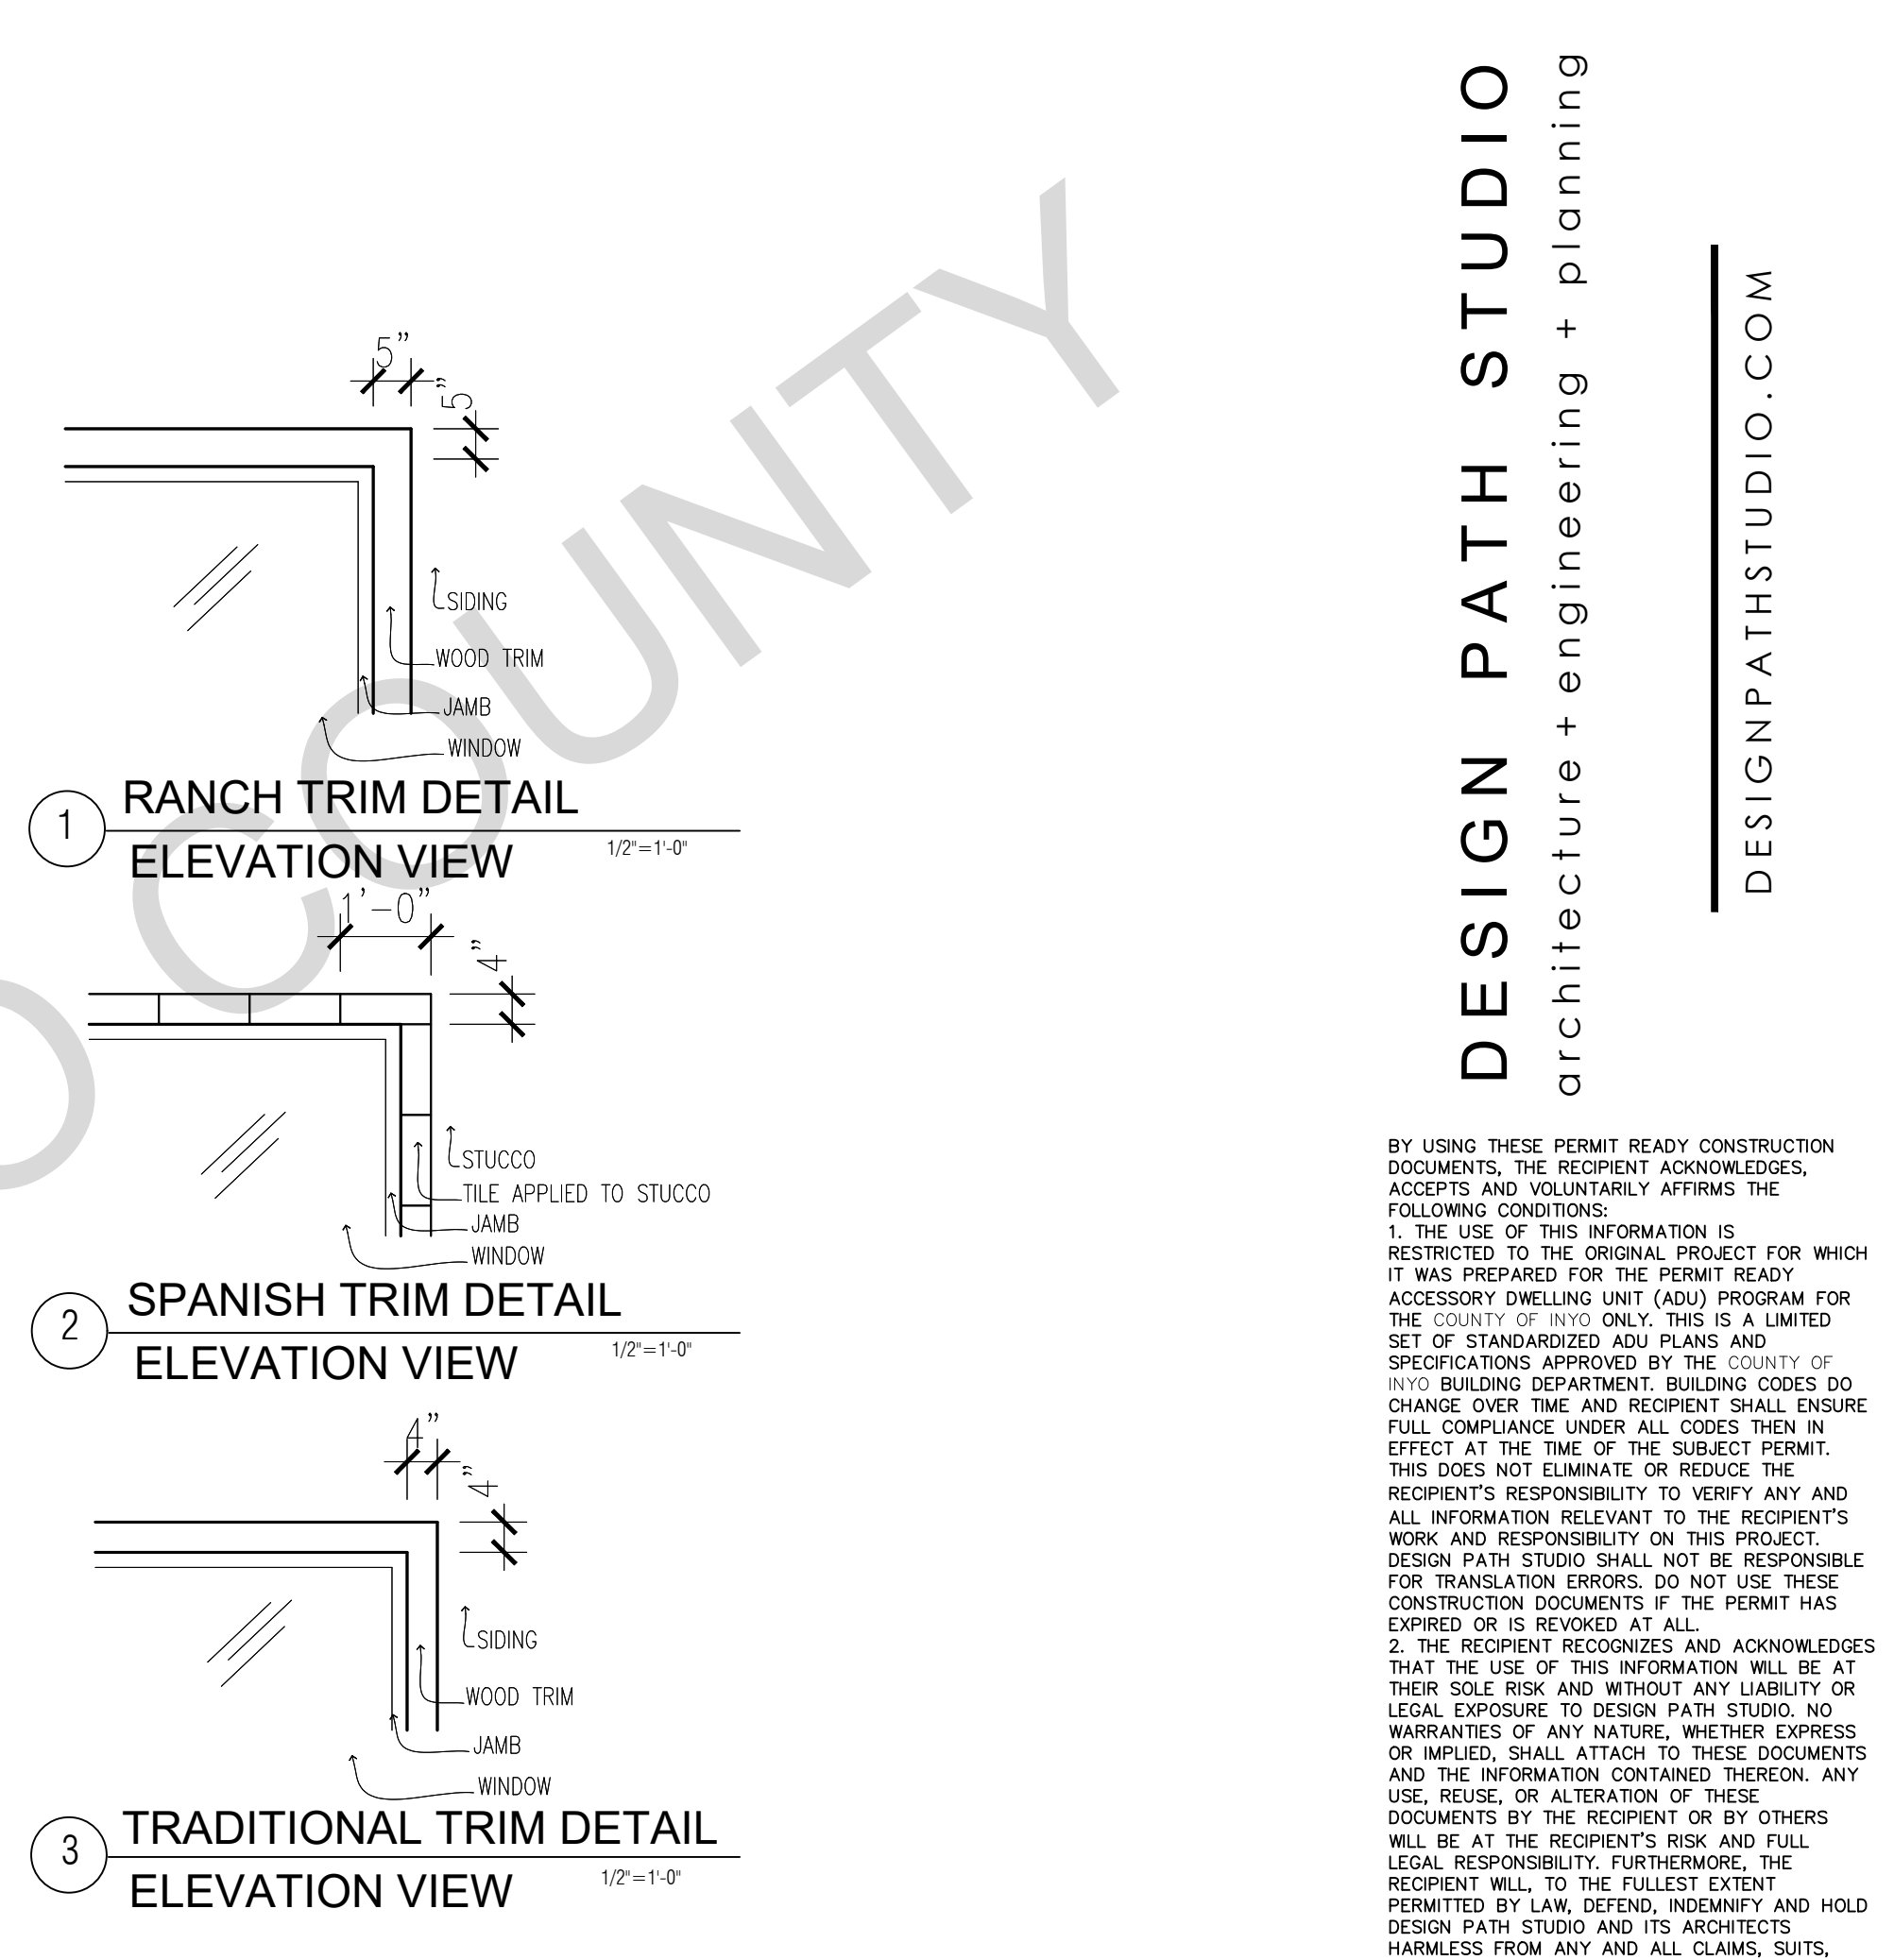 5”
5”
SIDING
WOOD TRIM
JAMB
WINDOW
1
RANCH TRIM DETAIL
ELEVATION VIEW
1/2"=1'-0"
1’-0”
4”
STUCCO
TILE APPLIED TO STUCCO
JAMB
WINDOW
2
SPANISH TRIM DETAIL
ELEVATION VIEW
1/2"=1'-0"
4”
4”
SIDING
WOOD TRIM
JAMB
WINDOW
3
TRADITIONAL TRIM DETAIL
ELEVATION VIEW
1/2"=1'-0"
O COUNTY
DESIGN PATH STUDIO
architecture + engineering + planning
DESIGNPATHSTUDIO.COM
BY USING THESE PERMIT READY CONSTRUCTION
DOCUMENTS, THE RECIPIENT ACKNOWLEDGES,
ACCEPTS AND VOLUNTARILY AFFIRMS THE
FOLLOWING CONDITIONS:
1. THE USE OF THIS INFORMATION IS
RESTRICTED TO THE ORIGINAL PROJECT FOR WHICH
IT WAS PREPARED FOR THE PERMIT READY
ACCESSORY DWELLING UNIT (ADU) PROGRAM FOR
THE COUNTY OF INYO ONLY. THIS IS A LIMITED
SET OF STANDARDIZED ADU PLANS AND
SPECIFICATIONS APPROVED BY THE COUNTY OF
INYO BUILDING DEPARTMENT. BUILDING CODES DO
CHANGE OVER TIME AND RECIPIENT SHALL ENSURE
FULL COMPLIANCE UNDER ALL CODES THEN IN
EFFECT AT THE TIME OF THE SUBJECT PERMIT.
THIS DOES NOT ELIMINATE OR REDUCE THE
RECIPIENT'S RESPONSIBILITY TO VERIFY ANY AND
ALL INFORMATION RELEVANT TO THE RECIPIENT'S
WORK AND RESPONSIBILITY ON THIS PROJECT.
DESIGN PATH STUDIO SHALL NOT BE RESPONSIBLE
FOR TRANSLATION ERRORS. DO NOT USE THESE
CONSTRUCTION DOCUMENTS IF THE PERMIT HAS
EXPIRED OR IS REVOKED AT ALL.
2. THE RECIPIENT RECOGNIZES AND ACKNOWLEDGES
THAT THE USE OF THIS INFORMATION WILL BE AT
THEIR SOLE RISK AND WITHOUT ANY LIABILITY OR
LEGAL EXPOSURE TO DESIGN PATH STUDIO. NO
WARRANTIES OF ANY NATURE, WHETHER EXPRESS
OR IMPLIED, SHALL ATTACH TO THESE DOCUMENTS
AND THE INFORMATION CONTAINED THEREON. ANY
USE, REUSE, OR ALTERATION OF THESE
DOCUMENTS BY THE RECIPIENT OR BY OTHERS
WILL BE AT THE RECIPIENT'S RISK AND FULL
LEGAL RESPONSIBILITY. FURTHERMORE, THE
RECIPIENT WILL, TO THE FULLEST EXTENT
PERMITTED BY LAW, DEFEND, INDEMNIFY AND HOLD
DESIGN PATH STUDIO AND ITS ARCHITECTS
HARMLESS FROM ANY AND ALL CLAIMS, SUITS,